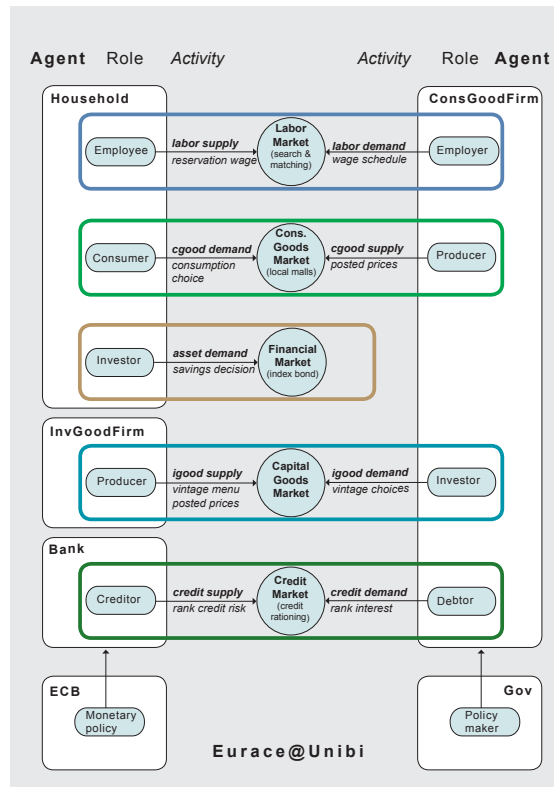 Agent Role Activity Activity Role Agent
Household
ConsGoodFirm
Employee
labor supply
reservation wage
Labor
Market
(search &
matching)
labor demand
wage schedule
Employer
Consumer
cgood demand
consumption
choice
Cons.
Goods
Market
(local malls)
cgood supply
posted prices
Producer
Investor
asset demand
savings decision
Financial
Market
(index bond)
InvGoodFirm
Producer
igood supply
vintage menu
posted prices
Capital
Goods
Market
igood demand
vintage choices
Investor
Bank
Creditor
credit supply
rank credit risk
Credit
Market
(credit
rationing)
credit demand
rank interest
Debtor
ECB
Monetary
policy
Gov
Policy
maker
Eurace@Unibi